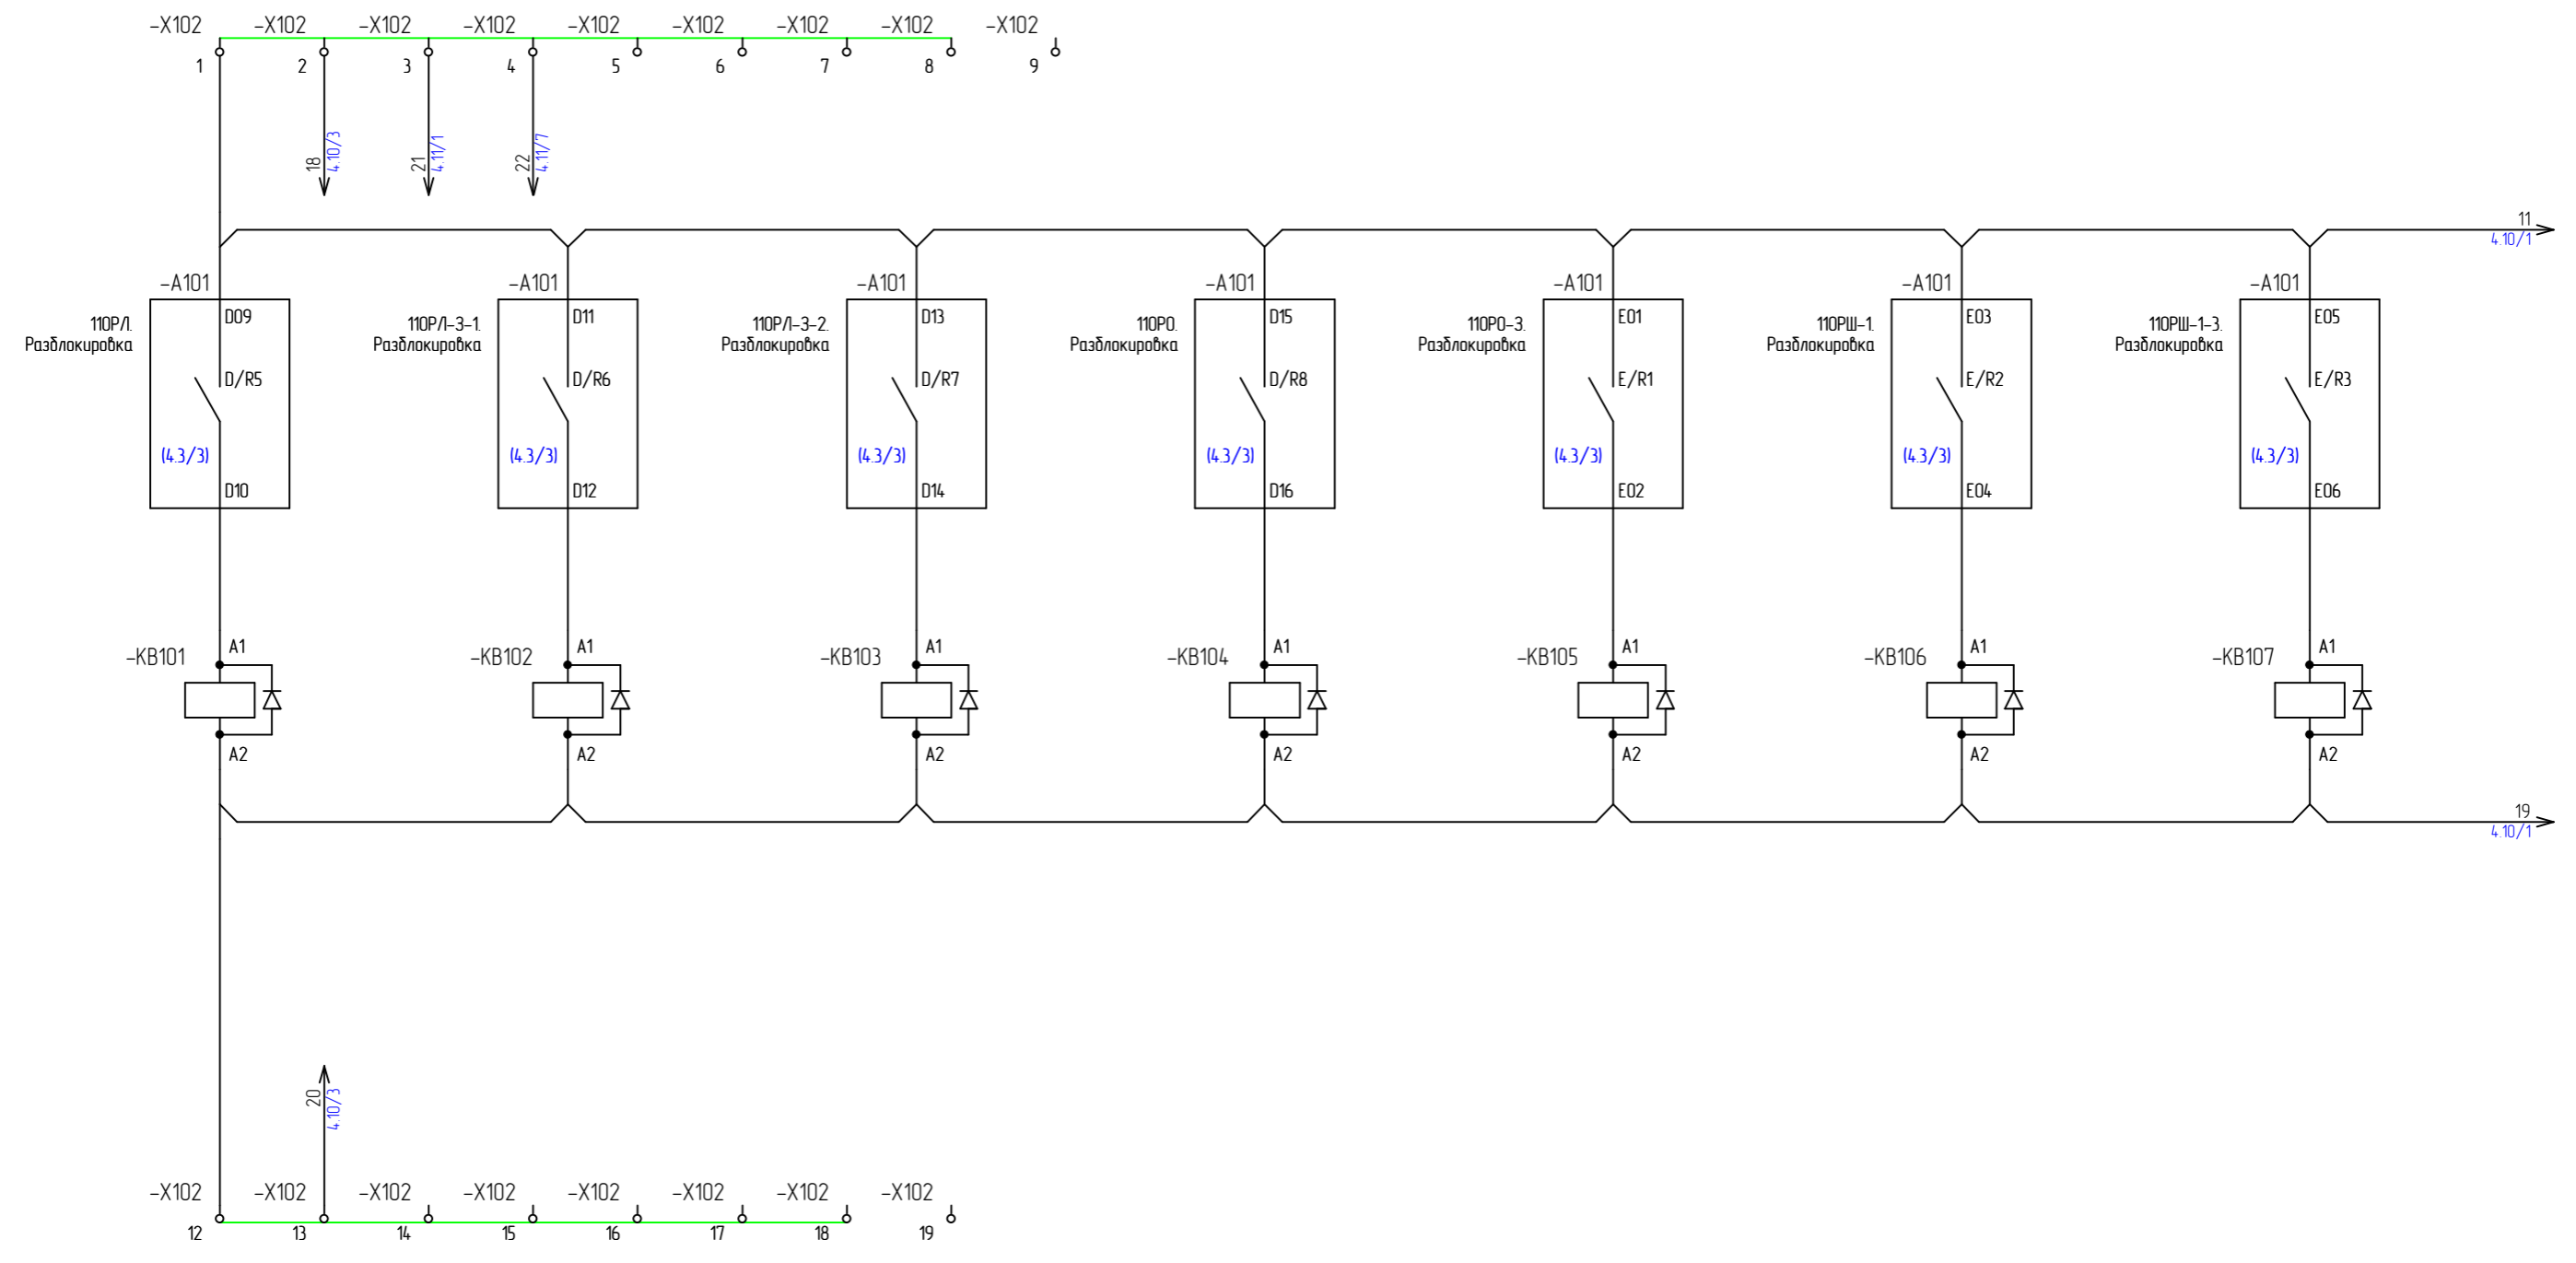 -X102 -X102 -X102 -X102 -X102 -X102 -X102 -X102 -X102
1 2 3 4 5 6 7 8 9
18 4.10/3 21 4.11/1 22 4.11/7
11
4.10/1
-A101 -A101 -A101 -A101 -A101 -A101 -A101
D09 D11 D13 D15 E01 E03 E05
110РЛ. 110РЛ-3-1. 110РЛ-3-2. 110РО. 110РО-3. 110РШ-1. 110РШ-1-3.
Разблокировка Разблокировка Разблокировка Разблокировка Разблокировка Разблокировка Разблокировка
D/R5 D/R6 D/R7 D/R8 E/R1 E/R2 E/R3
(4.3/3) (4.3/3) (4.3/3) (4.3/3) (4.3/3) (4.3/3) (4.3/3)
D10 D12 D14 D16 E02 E04 E06
A1 A1 A1 A1 A1 A1 A1
-KB101 -KB102 -KB103 -KB104 -KB105 -KB106 -KB107
A2 A2 A2 A2 A2 A2 A2
19
4.10/1
20 4.10/3
-X102 -X102 -X102 -X102 -X102 -X102 -X102 -X102
12 13 14 15 16 17 18 19